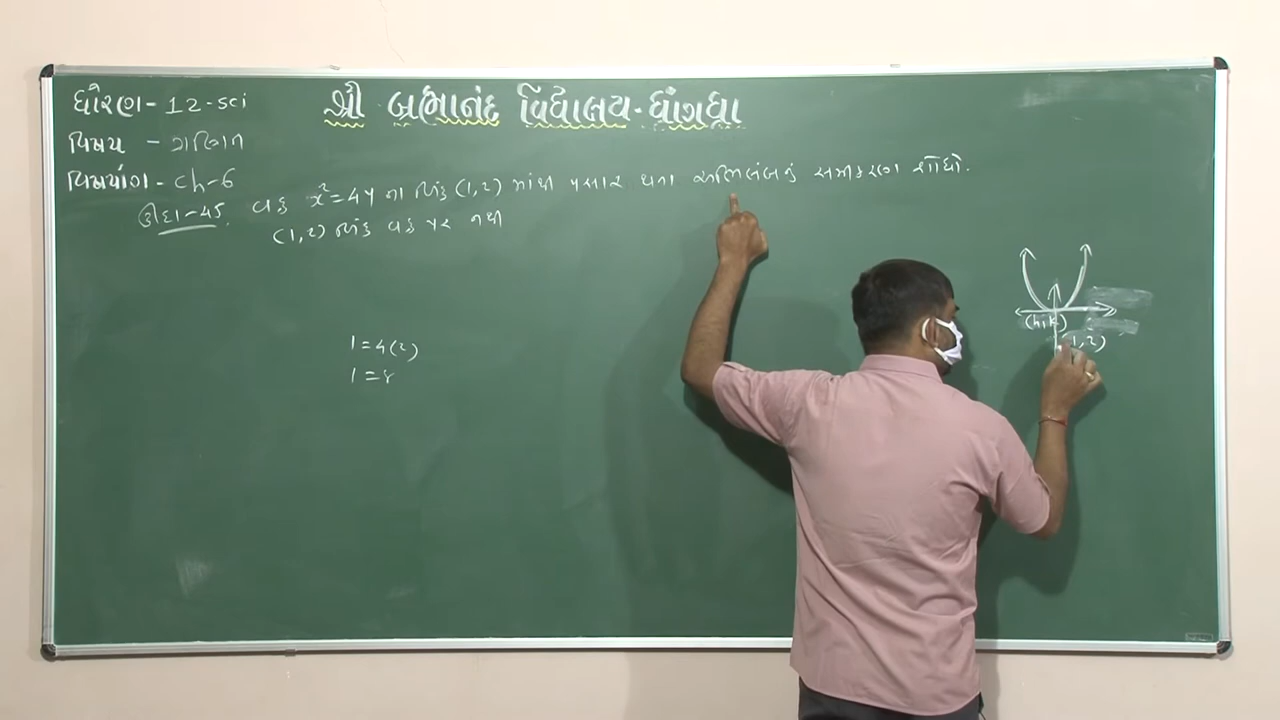 ધોરણ - 12-sci
શ્રી બ્રહ્માનંદ વિદ્યાલય - ધ્રાંગધ્રા
વિષય - ગણિત
વિષયાંગ - Ch-6
ઉદા-45. વક્ર x²=4y ના બિંદુ (1,2) માંથી પસાર થતા અભિલંબનું સમીકરણ શોધો.
(1,2) બિંદુ વક્ર પર નથી
1=4(2)
1=8
(h,k)
(1,2)